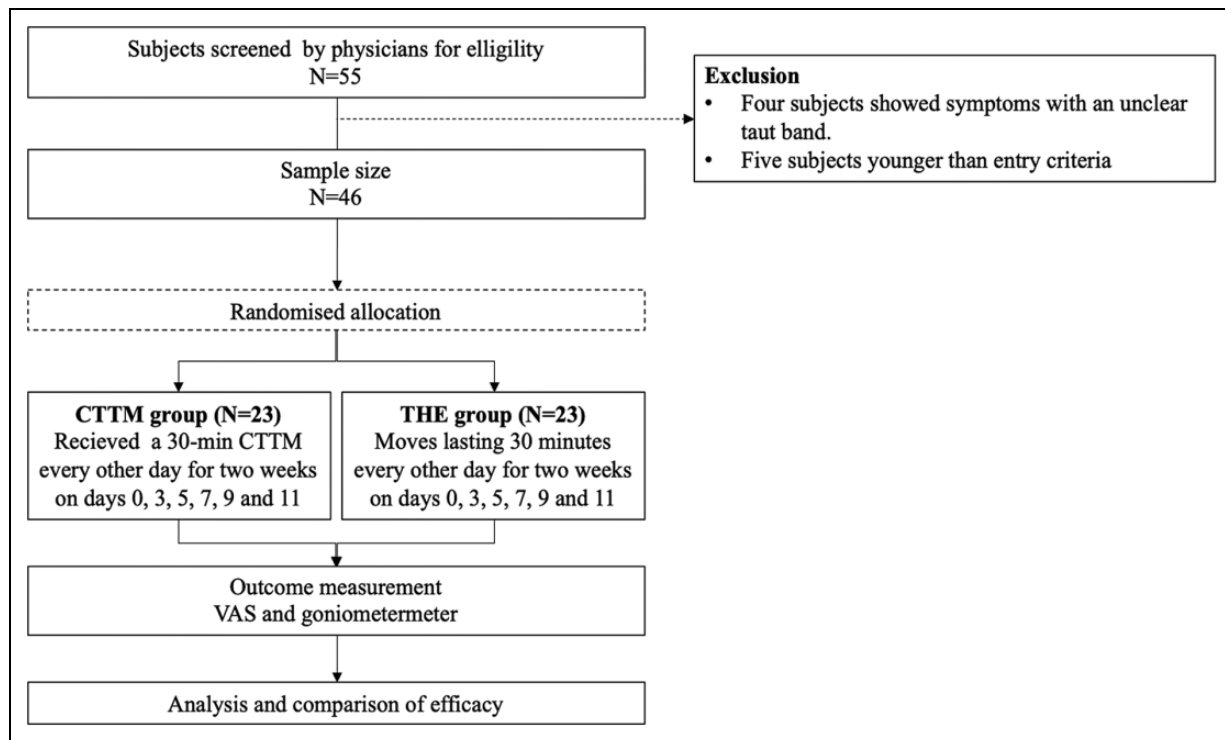 Subjects screened by physicians for elligility
N=55
Exclusion
• Four subjects showed symptoms with an unclear
taut band.
• Five subjects younger than entry criteria
Sample size
N=46
Randomised allocation
CTTM group (N=23)
Recieved a 30-min CTTM
every other day for two weeks
on days 0, 3, 5, 7, 9 and 11
THE group (N=23)
Moves lasting 30 minutes
every other day for two weeks
on days 0, 3, 5, 7, 9 and 11
Outcome measurement
VAS and goniometermeter
Analysis and comparison of efficacy